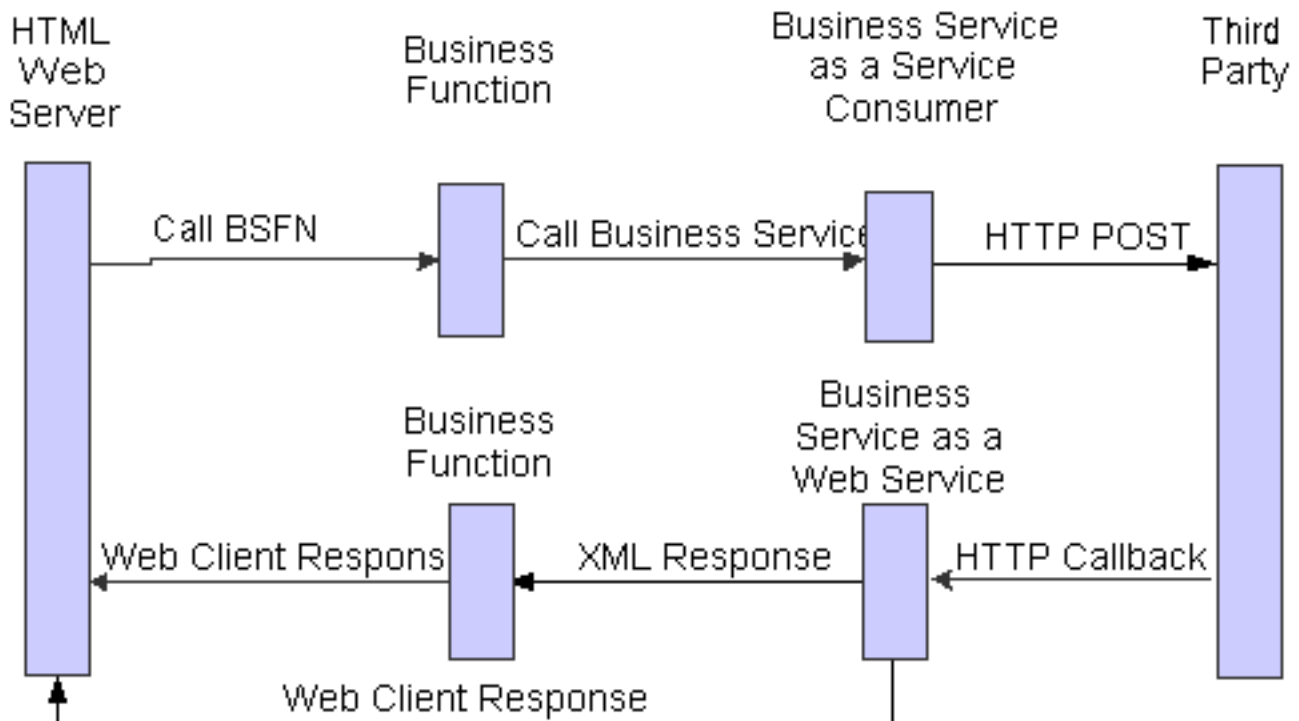 HTML
Web
Server
Business
Function
Business Service
as a Service
Consumer
Third
Party
Call BSFN
Call Business Service
HTTP POST
Business
Function
Business
Service as a
Web Service
Web Client Respons
XML Response
HTTP Callback
Web Client Response